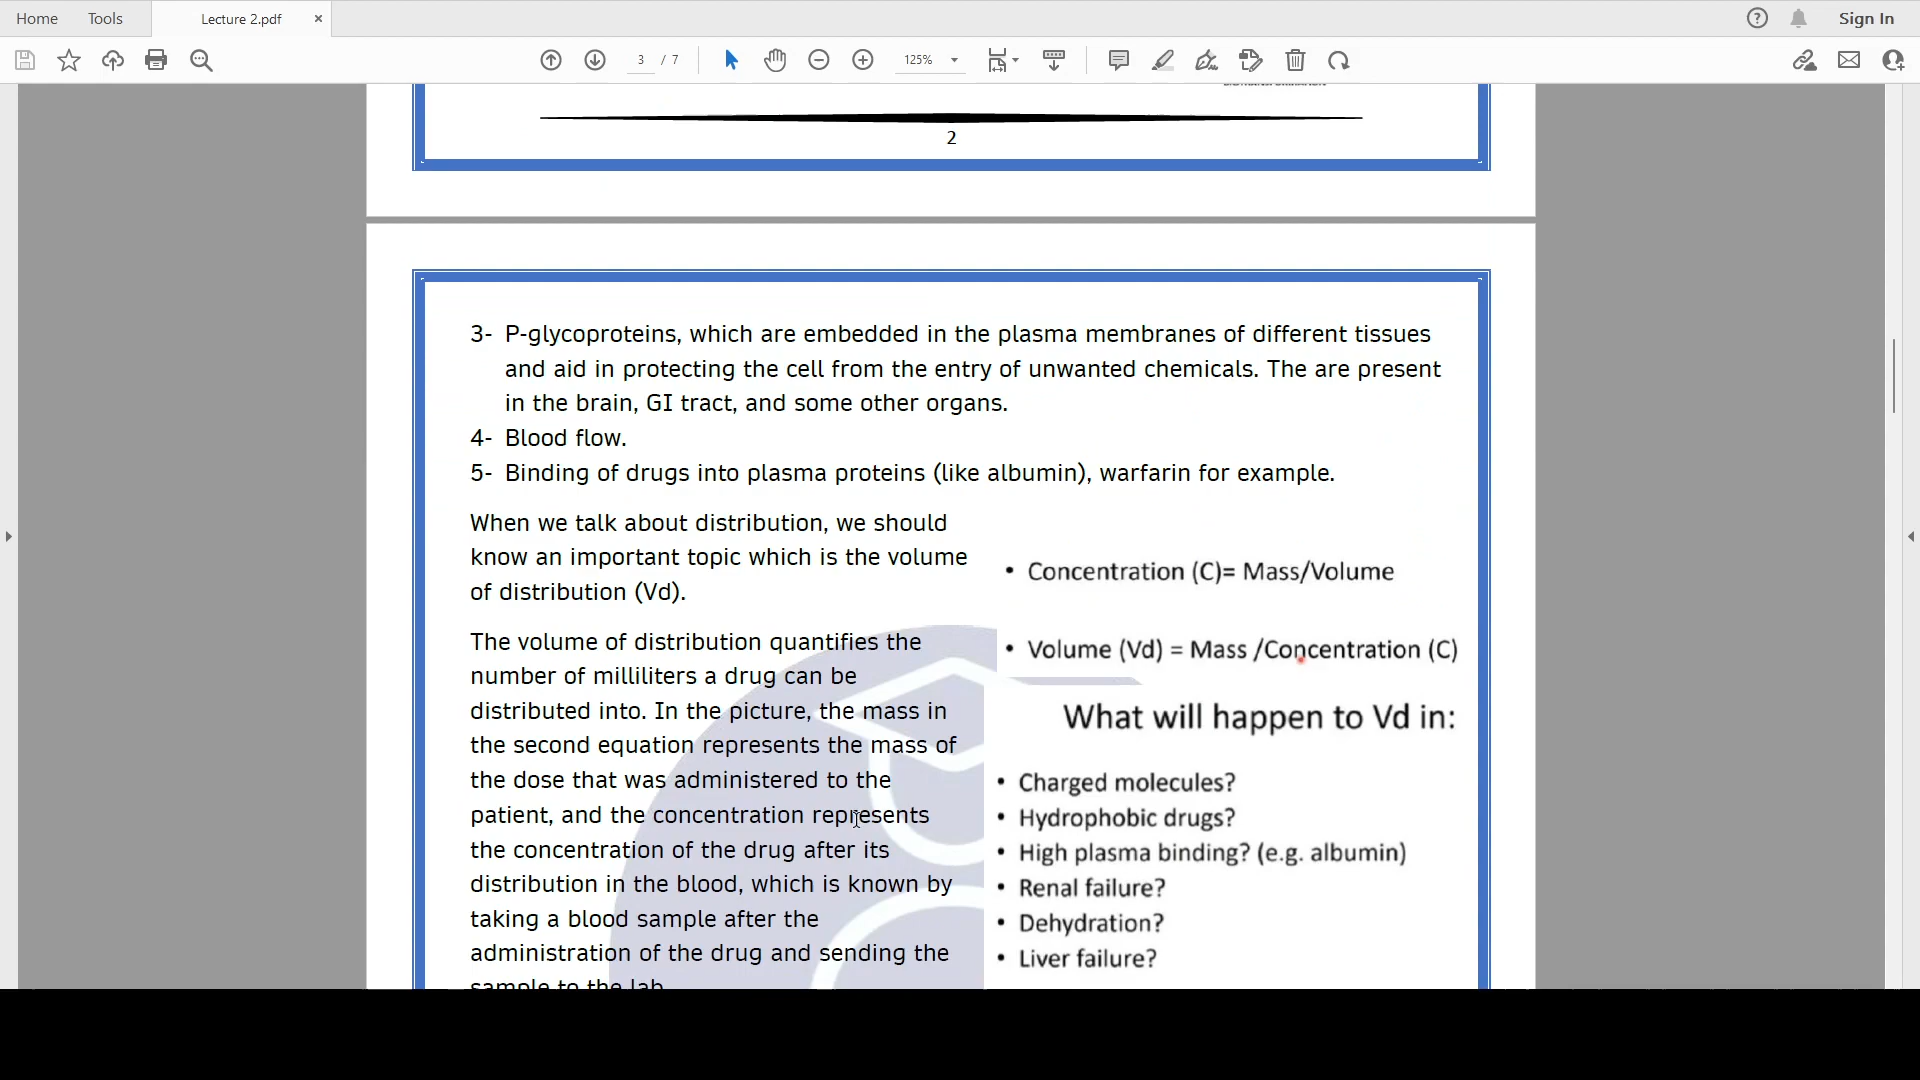 Home Tools Lecture 2.pdf × Sign In
3 / 7 125%
2
3- P-glycoproteins, which are embedded in the plasma membranes of different tissues
and aid in protecting the cell from the entry of unwanted chemicals. The are present
in the brain, GI tract, and some other organs.
4- Blood flow.
5- Binding of drugs into plasma proteins (like albumin), warfarin for example.
When we talk about distribution, we should
know an important topic which is the volume
of distribution (Vd).
The volume of distribution quantifies the
number of milliliters a drug can be
distributed into. In the picture, the mass in
the second equation represents the mass of
the dose that was administered to the
patient, and the concentration represents
the concentration of the drug after its
distribution in the blood, which is known by
taking a blood sample after the
administration of the drug and sending the
sample to the lab
• Concentration (C)= Mass/Volume
• Volume (Vd) = Mass /Concentration (C)
What will happen to Vd in:
• Charged molecules?
• Hydrophobic drugs?
• High plasma binding? (e.g. albumin)
• Renal failure?
• Dehydration?
• Liver failure?